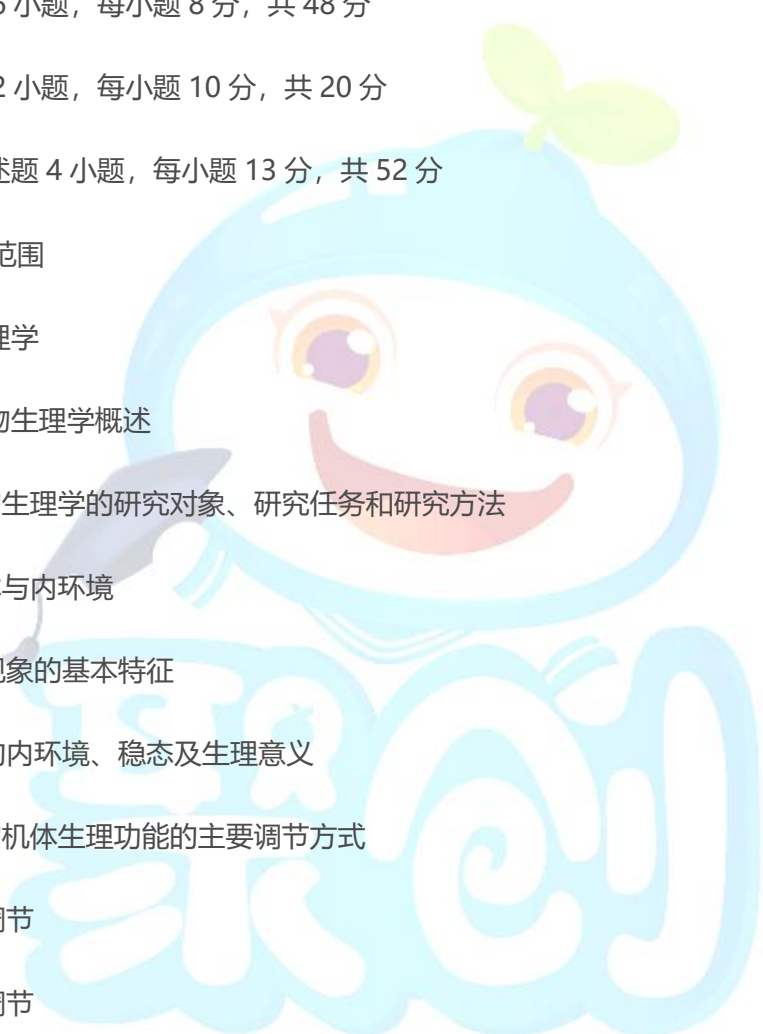 小题，每小题 8 分，共 48 分
2 小题，每小题 10 分，共 20 分
述题 4 小题，每小题 13 分，共 52 分
范围
理学
物生理学概述
生理学的研究对象、研究任务和研究方法
与内环境
现象的基本特征
内环境、稳态及生理意义
机体生理功能的主要调节方式
调节
调节
聚创